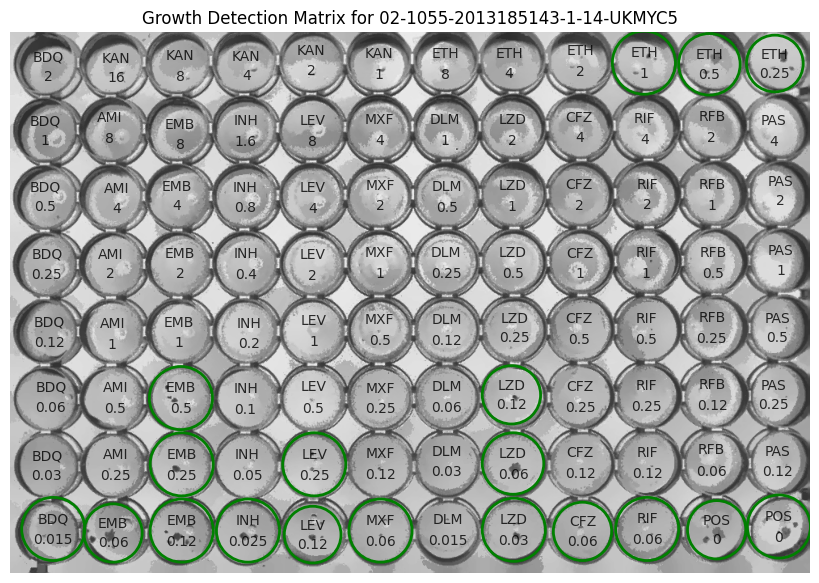 Growth Detection Matrix for 02-1055-2013185143-1-14-UKMYC5
BDQ KAN KAN KAN KAN KAN ETH ETH ETH ETH ETH ETH
2 16 8 4 2 1 8 4 2 1 0.5 0.25
BDQ AMI EMB INH LEV MXF DLM LZD CFZ RIF RFB PAS
1 8 8 1.6 8 4 1 2 4 4 2 4
BDQ AMI EMB INH LEV MXF DLM LZD CFZ RIF RFB PAS
0.5 4 4 0.8 4 2 0.5 1 2 2 1 2
BDQ AMI EMB INH LEV MXF DLM LZD CFZ RIF RFB PAS
0.25 2 2 0.4 2 1 0.25 0.5 1 1 0.5 1
BDQ AMI EMB INH LEV MXF DLM LZD CFZ RIF RFB PAS
0.12 1 1 0.2 1 0.5 0.12 0.25 0.5 0.5 0.25 0.5
BDQ AMI EMB INH LEV MXF DLM LZD CFZ RIF RFB PAS
0.06 0.5 0.5 0.1 0.5 0.25 0.06 0.12 0.25 0.25 0.12 0.25
BDQ AMI EMB INH LEV MXF DLM LZD CFZ RIF RFB PAS
0.03 0.25 0.25 0.05 0.25 0.12 0.03 0.06 0.12 0.12 0.06 0.12
BDQ EMB EMB INH LEV MXF DLM LZD CFZ RIF POS POS
0.015 0.06 0.12 0.025 0.12 0.06 0.015 0.03 0.06 0.06 0 0